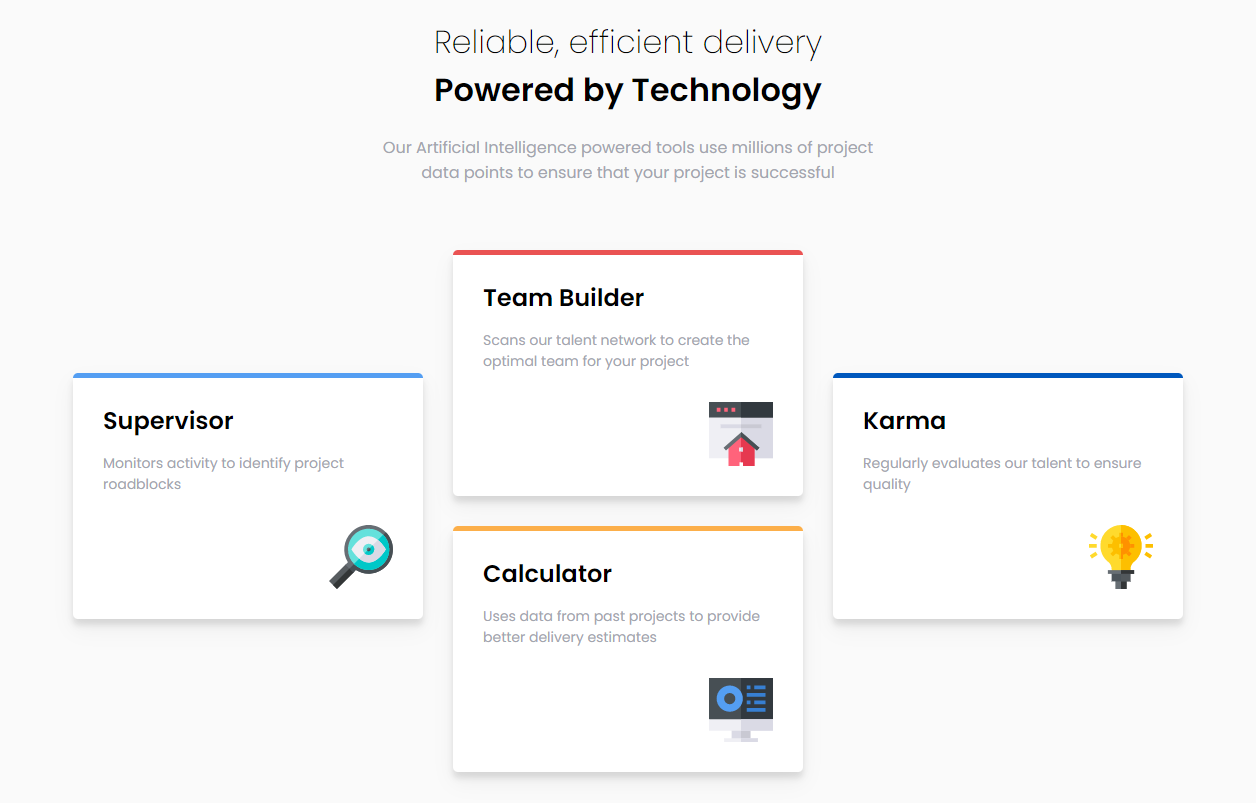 Reliable, efficient delivery
Powered by Technology
Our Artificial Intelligence powered tools use millions of project
data points to ensure that your project is successful
Supervisor
Monitors activity to identify project
roadblocks
Team Builder
Scans our talent network to create the
optimal team for your project
Calculator
Uses data from past projects to provide
better delivery estimates
Karma
Regularly evaluates our talent to ensure
quality